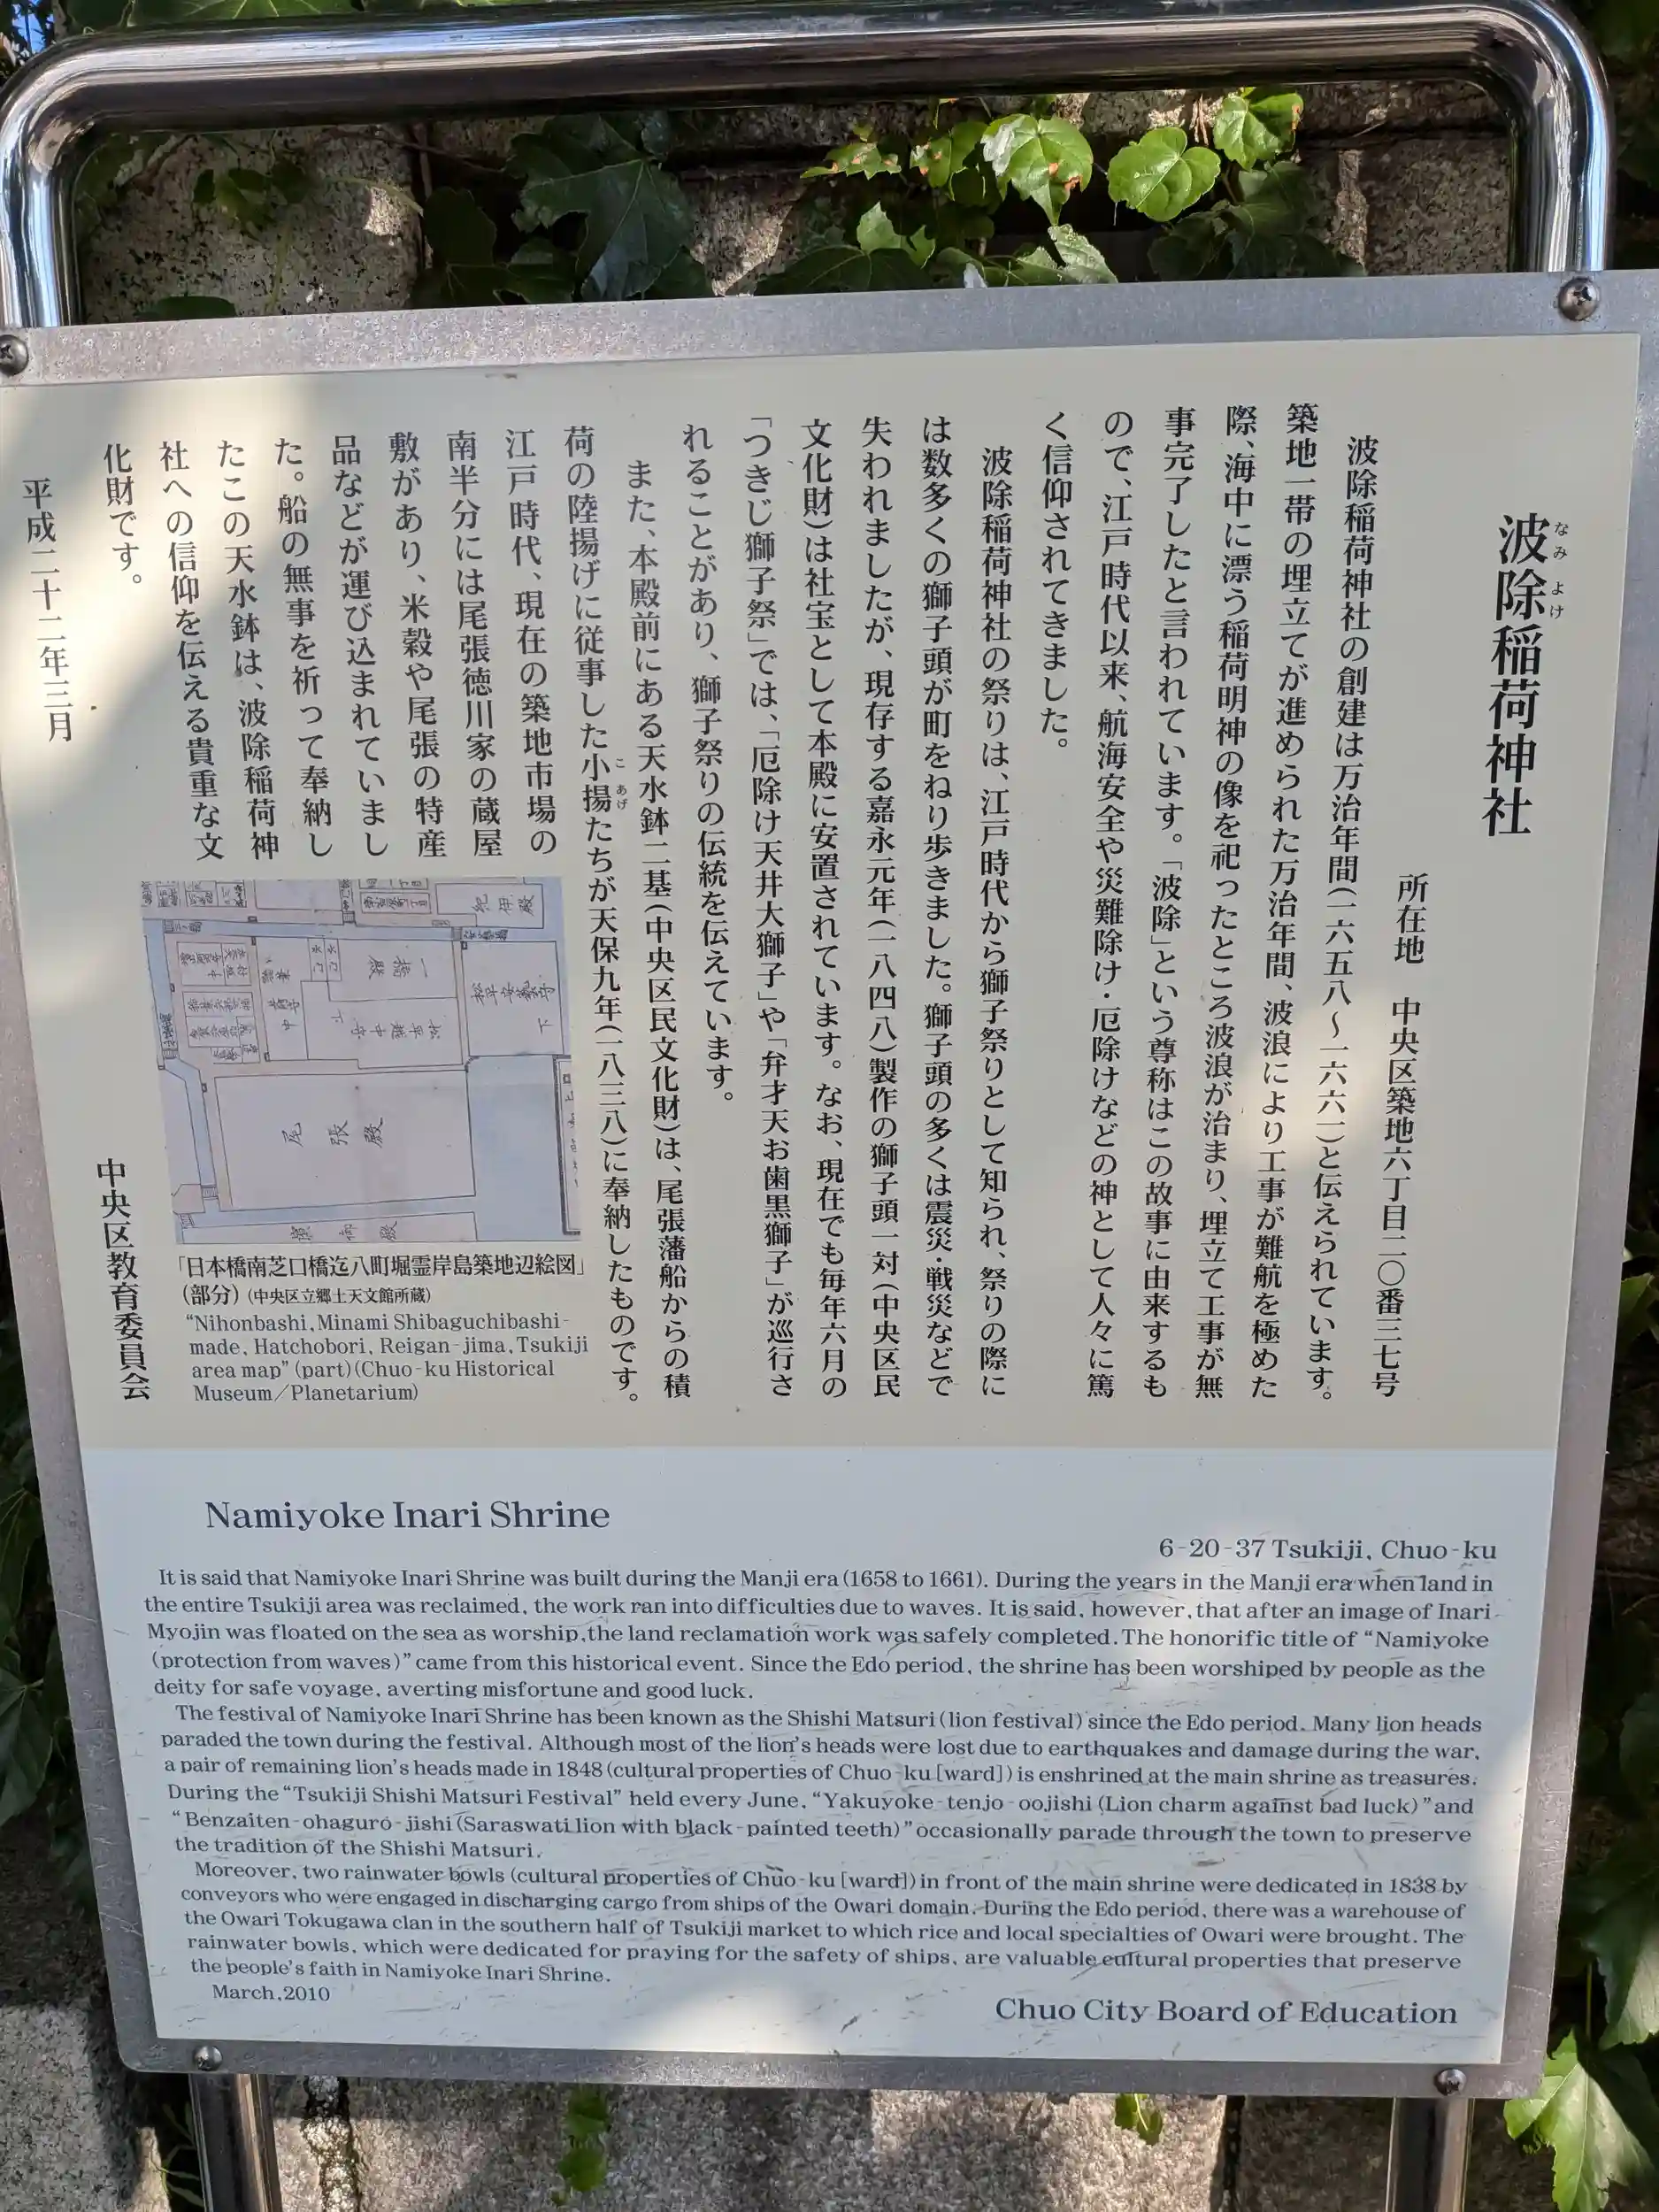 波除稲荷神社
なみ よけ
所在地 中央区築地六丁目二〇番三七号
波除稲荷神社の創建は万治年間(一六五八〜一六六一)と伝えられています。
築地一帯の埋立てが進められた万治年間、波浪により工事が難航を極めた
際、海中に漂う稲荷明神の像を祀ったところ波浪が治まり、埋立て工事が無
事完了したと言われています。「波除」という尊称はこの故事に由来するも
ので、江戸時代以来、航海安全や災難除け・厄除けなどの神として人々に篤
く信仰されてきました。
波除稲荷神社の祭りは、江戸時代から獅子祭りとして知られ、祭りの際に
は数多くの獅子頭が町をねり歩きました。獅子頭の多くは震災・戦災などで
失われましたが、現存する嘉永元年(一八四八)製作の獅子頭一対(中央区民
文化財)は社宝として本殿に安置されています。なお、現在でも毎年六月の
「つきじ獅子祭」では、「厄除け天井大獅子」や「弁才天お歯黒獅子」が巡行さ
れることがあり、獅子祭りの伝統を伝えています。
また、本殿前にある天水鉢二基(中央区民文化財)は、尾張藩船からの積
荷の陸揚げに従事した小揚たちが天保九年(一八三八)に奉納したものです。
こ あげ
江戸時代、現在の築地市場の
南半分には尾張徳川家の蔵屋
敷があり、米穀や尾張の特産
品などが運び込まれていまし
た。船の無事を祈って奉納し
たこの天水鉢は、波除稲荷神
社への信仰を伝える貴重な文
化財です。
平成二十二年三月
中央区教育委員会
紀伊殿
一橋殿
尾張殿
「日本橋南芝口橋迄八町堀霊岸島築地辺絵図」
(部分)(中央区立郷土天文館所蔵)
“Nihonbashi,Minami Shibaguchibashi-
made, Hatchobori, Reigan-jima, Tsukiji
area map” (part)(Chuo-ku Historical
Museum／Planetarium)
Namiyoke Inari Shrine
6-20-37 Tsukiji, Chuo-ku
It is said that Namiyoke Inari Shrine was built during the Manji era (1658 to 1661). During the years in the Manji era when land in
the entire Tsukiji area was reclaimed, the work ran into difficulties due to waves. It is said, however, that after an image of Inari
Myojin was floated on the sea as worship,the land reclamation work was safely completed. The honorific title of “Namiyoke
(protection from waves)” came from this historical event. Since the Edo period, the shrine has been worshiped by people as the
deity for safe voyage, averting misfortune and good luck.
The festival of Namiyoke Inari Shrine has been known as the Shishi Matsuri (lion festival) since the Edo period. Many lion heads
paraded the town during the festival. Although most of the lion's heads were lost due to earthquakes and damage during the war,
a pair of remaining lion's heads made in 1848 (cultural properties of Chuo-ku [ward]) is enshrined at the main shrine as treasures.
During the “Tsukiji Shishi Matsuri Festival” held every June, “Yakuyoke-tenjo-oojishi (Lion charm against bad luck)” and
“Benzaiten-ohaguro-jishi (Saraswati lion with black-painted teeth)” occasionally parade through the town to preserve
the tradition of the Shishi Matsuri.
Moreover, two rainwater bowls (cultural properties of Chuo-ku [ward]) in front of the main shrine were dedicated in 1838 by
conveyors who were engaged in discharging cargo from ships of the Owari domain. During the Edo period, there was a warehouse of
the Owari Tokugawa clan in the southern half of Tsukiji market to which rice and local specialties of Owari were brought. The
rainwater bowls, which were dedicated for praying for the safety of ships, are valuable cultural properties that preserve
the people's faith in Namiyoke Inari Shrine.
March,2010
Chuo City Board of Education